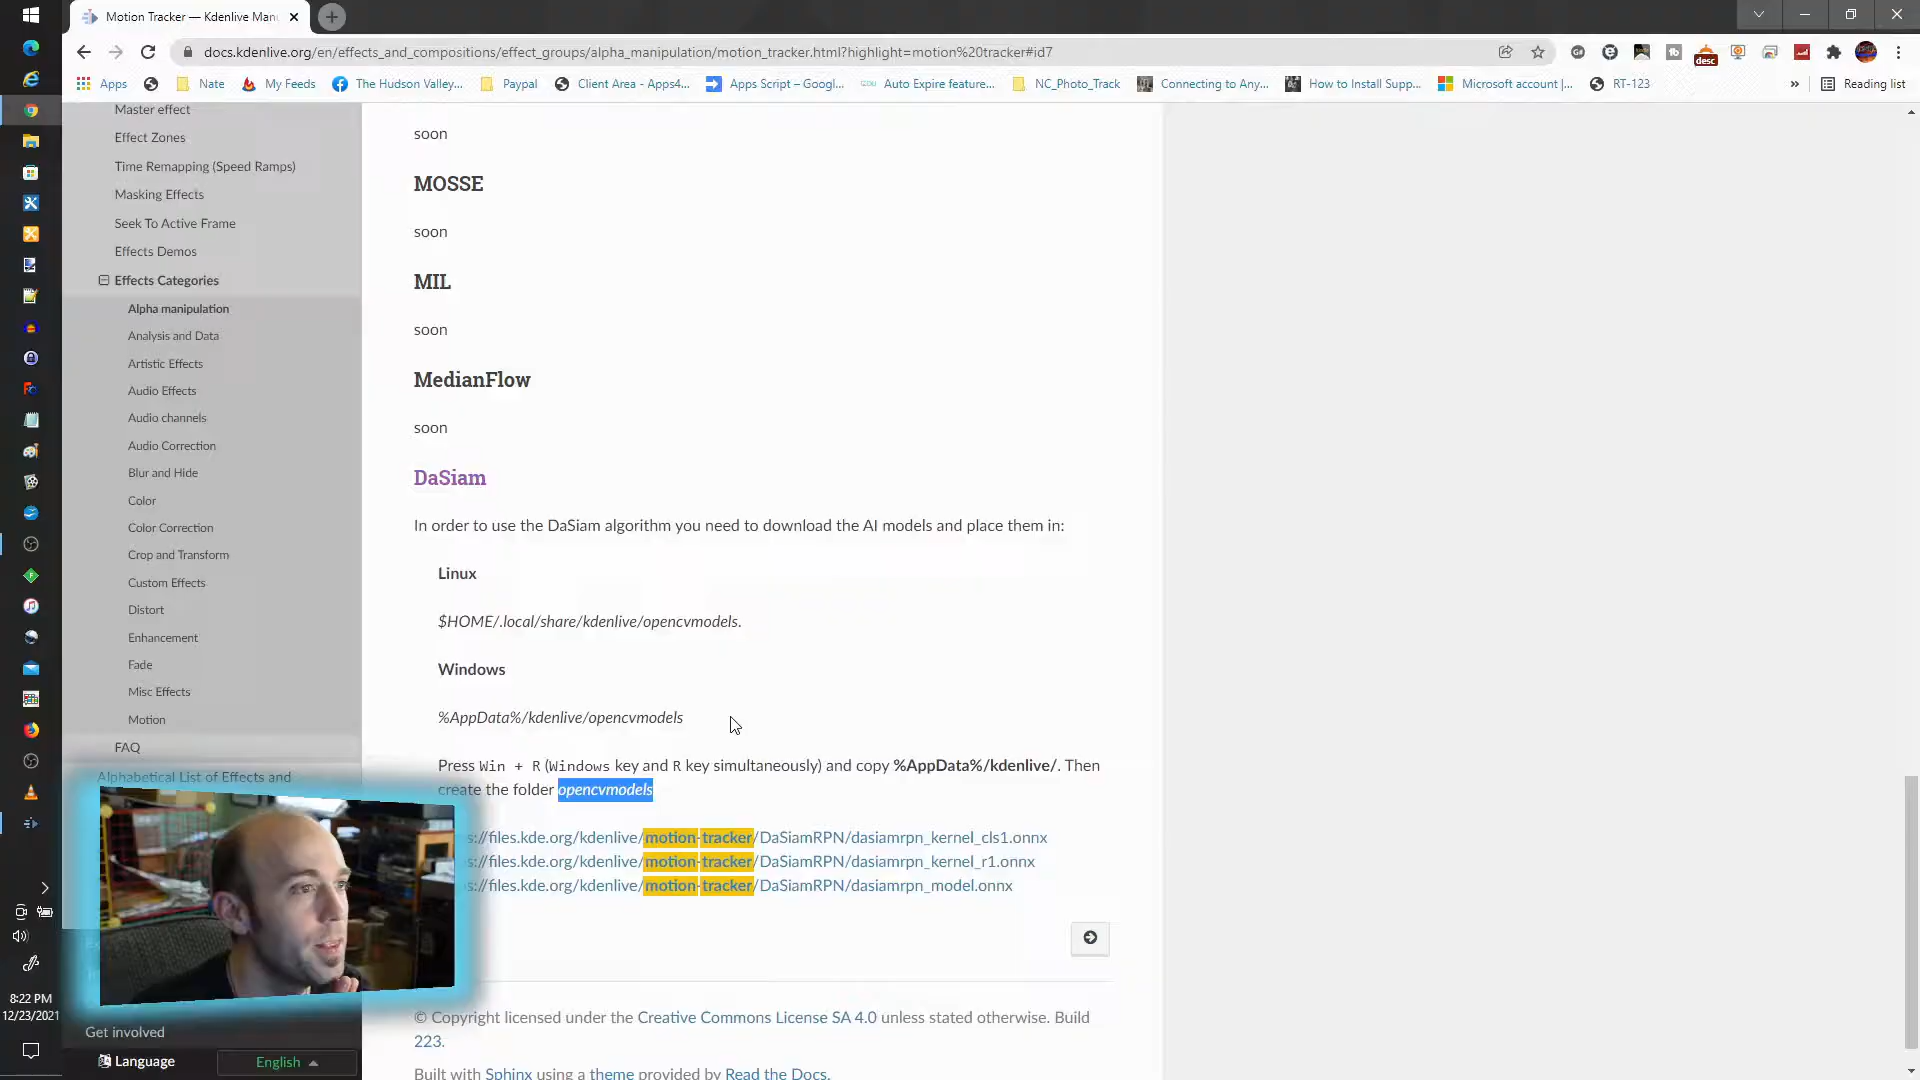 Motion Tracker — Kdenlive Man
docs.kdenlive.org/en/effects_and_compositions/effect_groups/alpha_manipulation/motion_tracker.html?highlight=motion%20tracker#id7
desc
Apps
Nate
My Feeds
The Hudson Valley...
Paypal
Client Area - Apps4...
Apps Script – Googl...
Auto Expire feature...
NC_Photo_Track
Connecting to Any...
How to Install Supp...
Microsoft account |...
RT-123
»
Reading list
Master effect
Effect Zones
Time Remapping (Speed Ramps)
Masking Effects
Seek To Active Frame
Effects Demos
Effects Categories
Alpha manipulation
Analysis and Data
Artistic Effects
Audio Effects
Audio channels
Audio Correction
Blur and Hide
Color
Color Correction
Crop and Transform
Custom Effects
Distort
Enhancement
Fade
Misc Effects
Motion
FAQ
Alphabetical List of Effects and
Get involved
Language
English
soon
MOSSE
soon
MIL
soon
MedianFlow
soon
DaSiam
In order to use the DaSiam algorithm you need to download the AI models and place them in:
Linux
$HOME/.local/share/kdenlive/opencvmodels.
Windows
%AppData%/kdenlive/opencvmodels
Press Win + R (Windows key and R key simultaneously) and copy %AppData%/kdenlive/. Then
create the folder opencvmodels
s://files.kde.org/kdenlive/motion-tracker/DaSiamRPN/dasiamrpn_kernel_cls1.onnx
s://files.kde.org/kdenlive/motion-tracker/DaSiamRPN/dasiamrpn_kernel_r1.onnx
s://files.kde.org/kdenlive/motion-tracker/DaSiamRPN/dasiamrpn_model.onnx
© Copyright licensed under the Creative Commons License SA 4.0 unless stated otherwise. Build
223.
Built with Sphinx using a theme provided by Read the Docs.
8:22 PM
12/23/2021